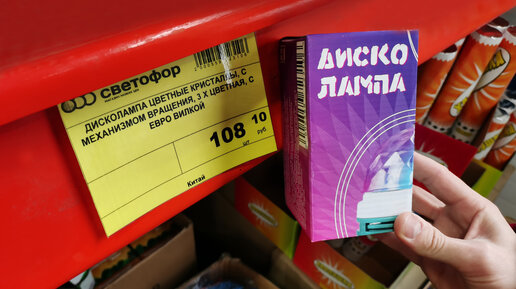 светофор
ДИСКОЛАМПА ЦВЕТНЫЕ КРИСТАЛЛЫ, С
МЕХАНИЗМОМ ВРАЩЕНИЯ, 3 Х ЦВЕТНАЯ, С
ЕВРО ВИЛКОЙ
108 10
шт руб
Китай
ДИСКО
ЛАМПА